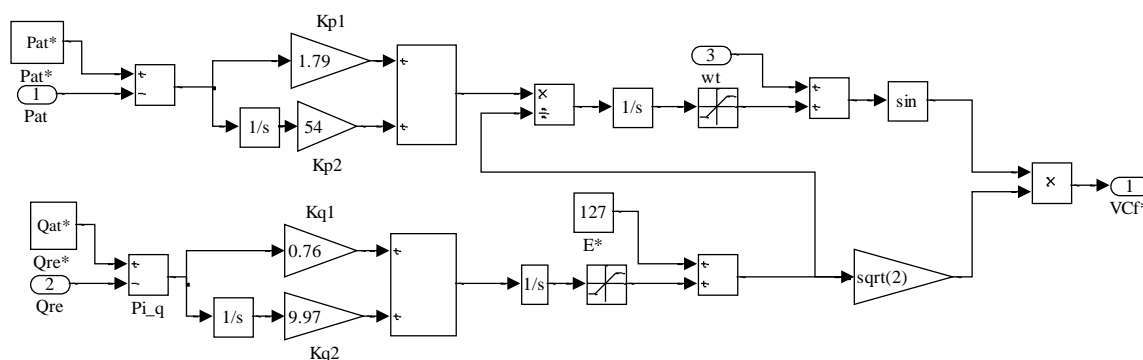 Kp1
Pat*
1.79
Pat*
1
Pat
+
-
+
+
×
÷
1/s
3
wt
+
+
sin
1/s
54
Kp2
×
1
VCf*
Qat*
Qre*
2
Qre
+
-
Pi_q
Kq1
0.76
1/s
9.97
Kq2
+
+
1/s
127
E*
+
+
sqrt(2)